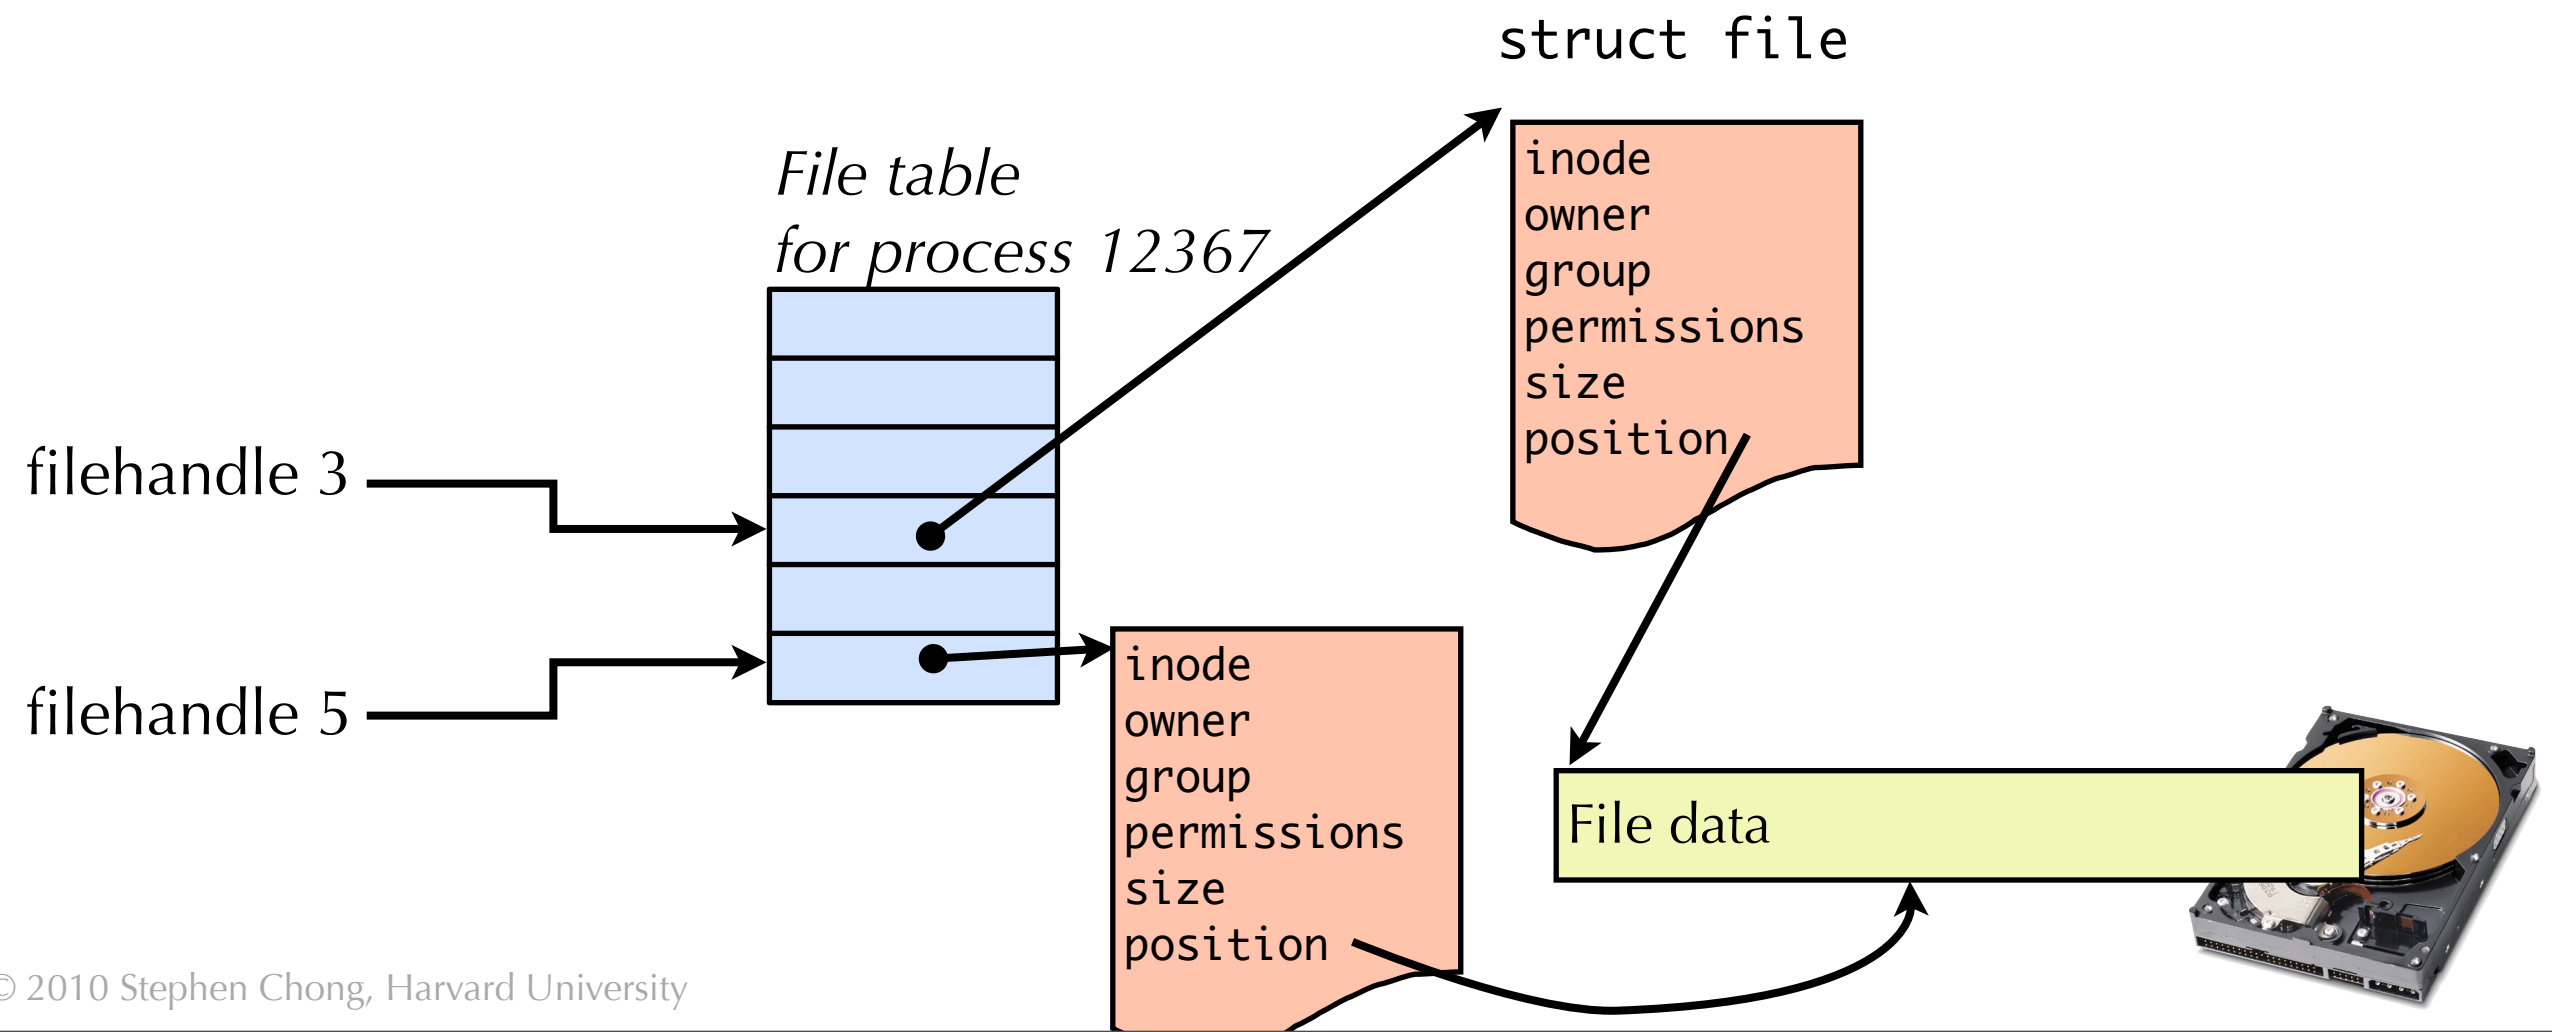 struct file
File table
for process 12367
inode
owner
group
permissions
size
position
filehandle 3
filehandle 5
inode
owner
group
permissions
size
position
File data
© 2010 Stephen Chong, Harvard University